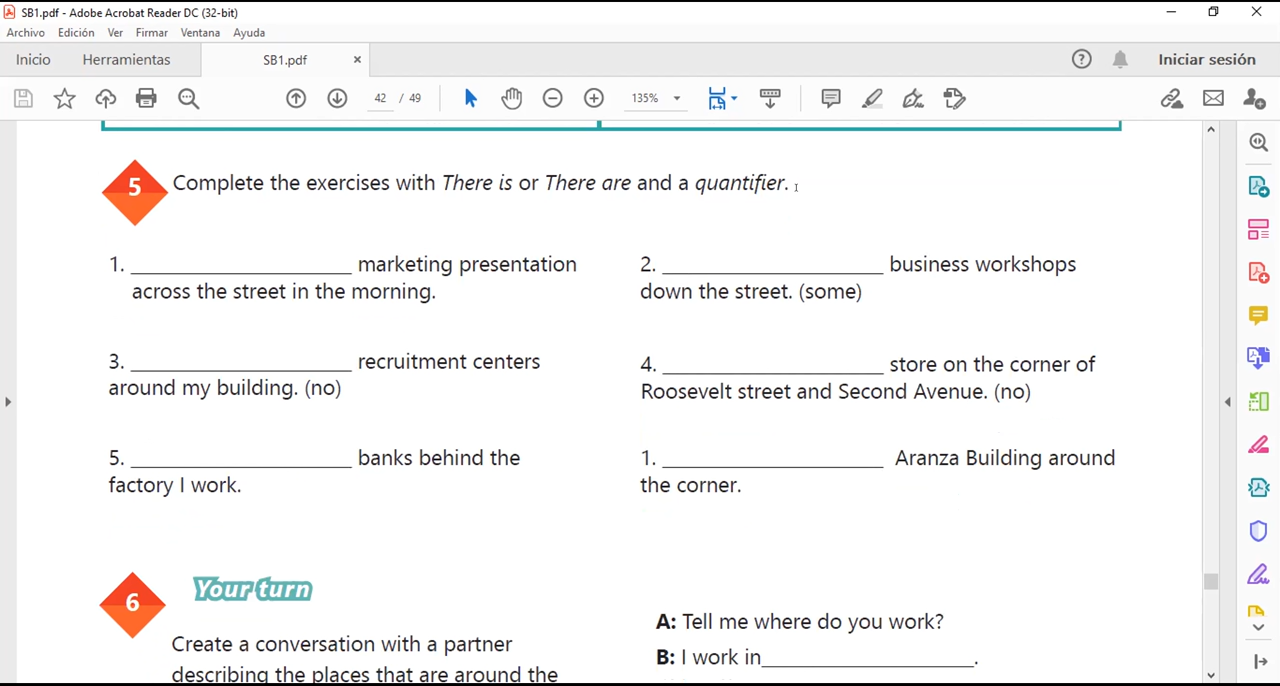 SB1.pdf - Adobe Acrobat Reader DC (32-bit)
Archivo Edición Ver Firmar Ventana Ayuda
Inicio Herramientas SB1.pdf × Iniciar sesión
42 / 49 135%
5 Complete the exercises with There is or There are and a quantifier.
1. ____________________ marketing presentation
across the street in the morning.
2. ____________________ business workshops
down the street. (some)
3. ____________________ recruitment centers
around my building. (no)
4. ____________________ store on the corner of
Roosevelt street and Second Avenue. (no)
5. ____________________ banks behind the
factory I work.
1. ____________________ Aranza Building around
the corner.
6 Your turn
Create a conversation with a partner
describing the places that are around the
A: Tell me where do you work?
B: I work in____________________.